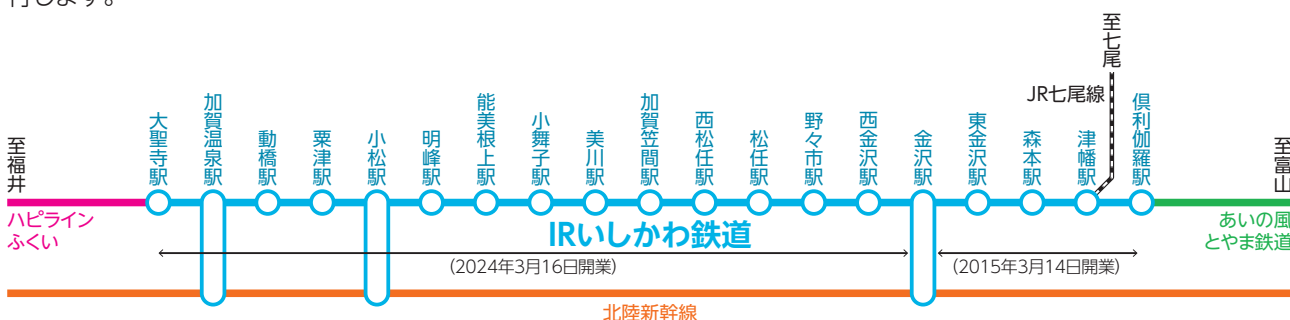 行します。
至福井
大聖寺駅
加賀温泉駅
動橋駅
粟津駅
小松駅
明峰駅
能美根上駅
小舞子駅
美川駅
加賀笠間駅
西松任駅
松任駅
野々市駅
西金沢駅
金沢駅
東金沢駅
森本駅
津幡駅
倶利伽羅駅
至七尾
JR七尾線
至富山
ハピライン
ふくい
IRいしかわ鉄道
あいの風
とやま鉄道
(2024年3月16日開業)
(2015年3月14日開業)
北陸新幹線